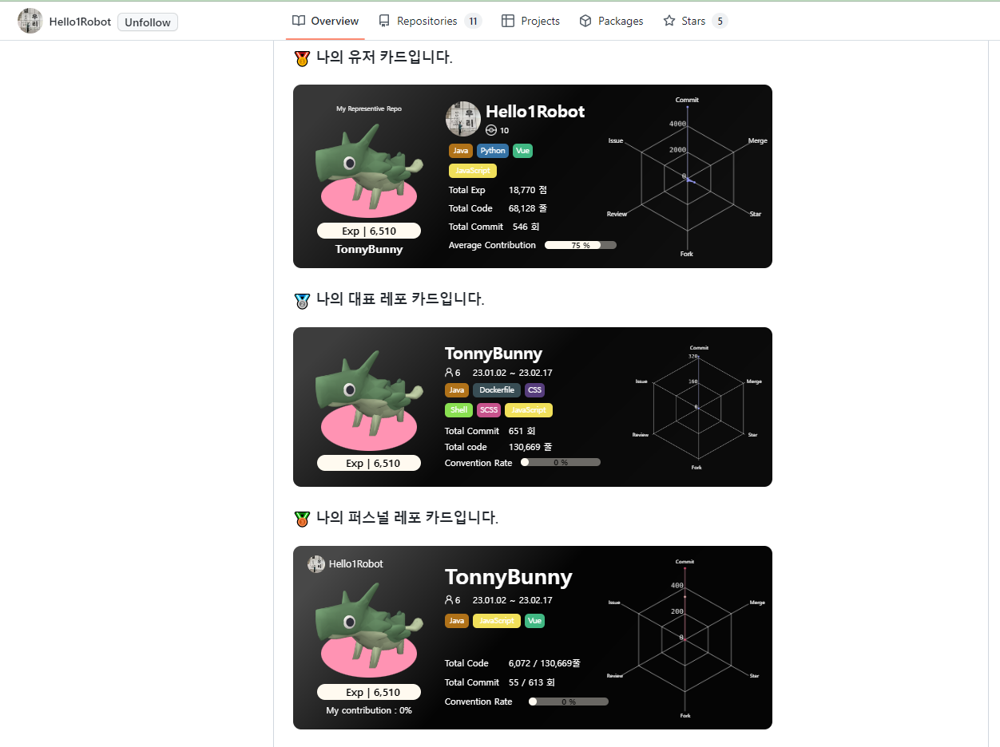 Hello1Robot Unfollow Overview Repositories 11 Projects Packages Stars 5
나의 유저 카드입니다.
My Representive Repo
Exp | 6,510
TonnyBunny
우리
Hello1Robot
10
Java Python Vue
JavaScript
Total Exp 18,770 점
Total Code 68,128 줄
Total Commit 546 회
Average Contribution 75 %
Commit
4000
Issue Merge
2000
0
Review Star
Fork
나의 대표 레포 카드입니다.
Exp | 6,510
TonnyBunny
6 23.01.02 ~ 23.02.17
Java Dockerfile CSS
Shell SCSS JavaScript
Total Commit 651 회
Total code 130,669 줄
Convention Rate 0 %
Commit
320
Issue 160 Merge
0
Review Star
Fork
나의 퍼스널 레포 카드입니다.
Hello1Robot
Exp | 6,510
My contribution : 0%
TonnyBunny
6 23.01.02 ~ 23.02.17
Java JavaScript Vue
Total Code 6,072 / 130,669줄
Total Commit 55 / 613 회
Convention Rate 0 %
Commit
400
Issue Merge
200
0
Review Star
Fork